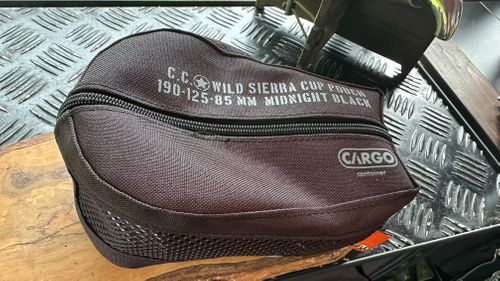 C.C.★WILD SIERRA CUP POUCH
190-125-85 MM MIDNIGHT BLACK
CARGO
container